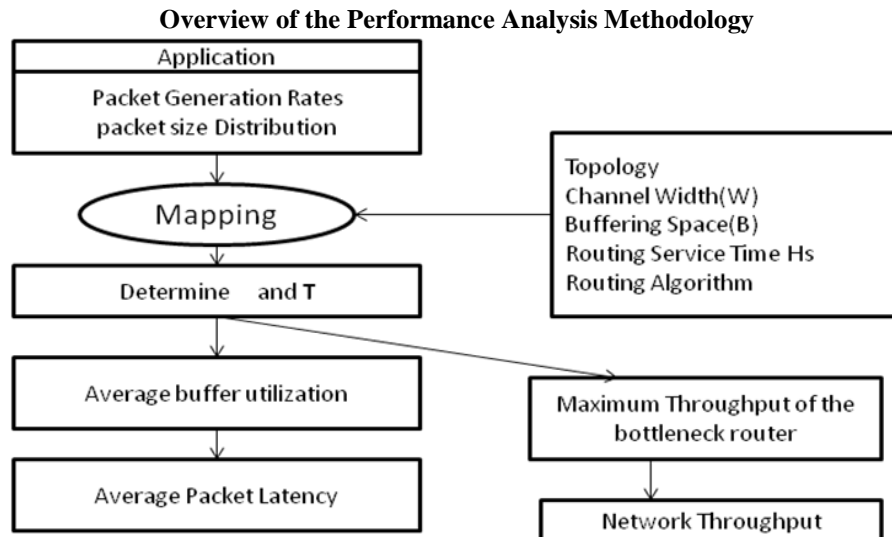 Overview of the Performance Analysis Methodology
Application
Packet Generation Rates
packet size Distribution
Mapping
Topology
Channel Width(W)
Buffering Space(B)
Routing Service Time Hs
Routing Algorithm
Determine and T
Average buffer utilization
Average Packet Latency
Maximum Throughput of the
bottleneck router
Network Throughput